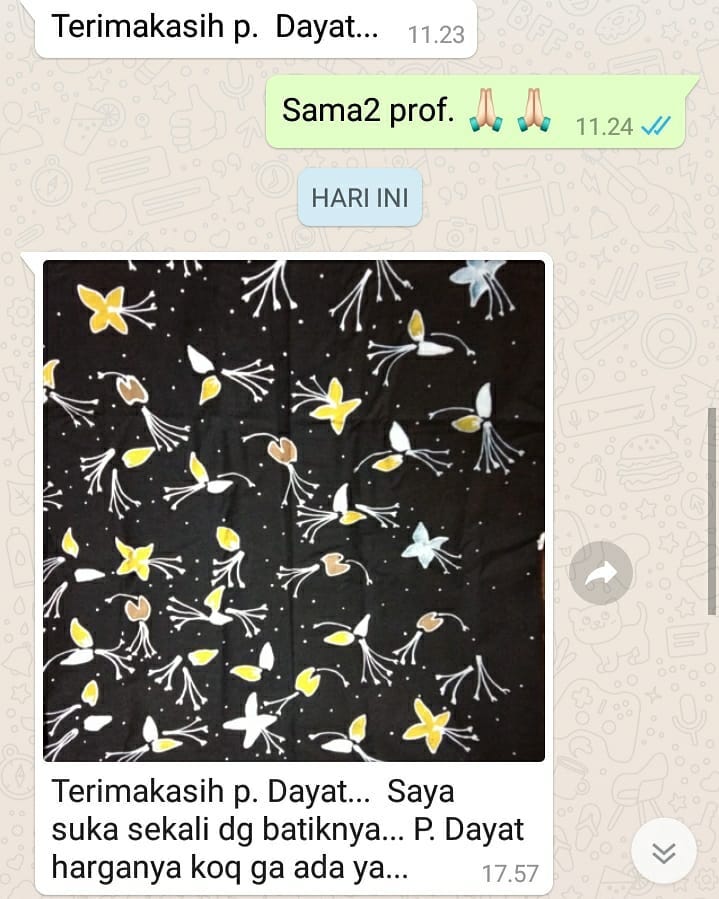 Terimakasih p. Dayat... 11.23
Sama2 prof. 🙏🏻 🙏🏻 11.24
HARI INI
Terimakasih p. Dayat... Saya
suka sekali dg batiknya... P. Dayat
harganya koq ga ada ya... 17.57